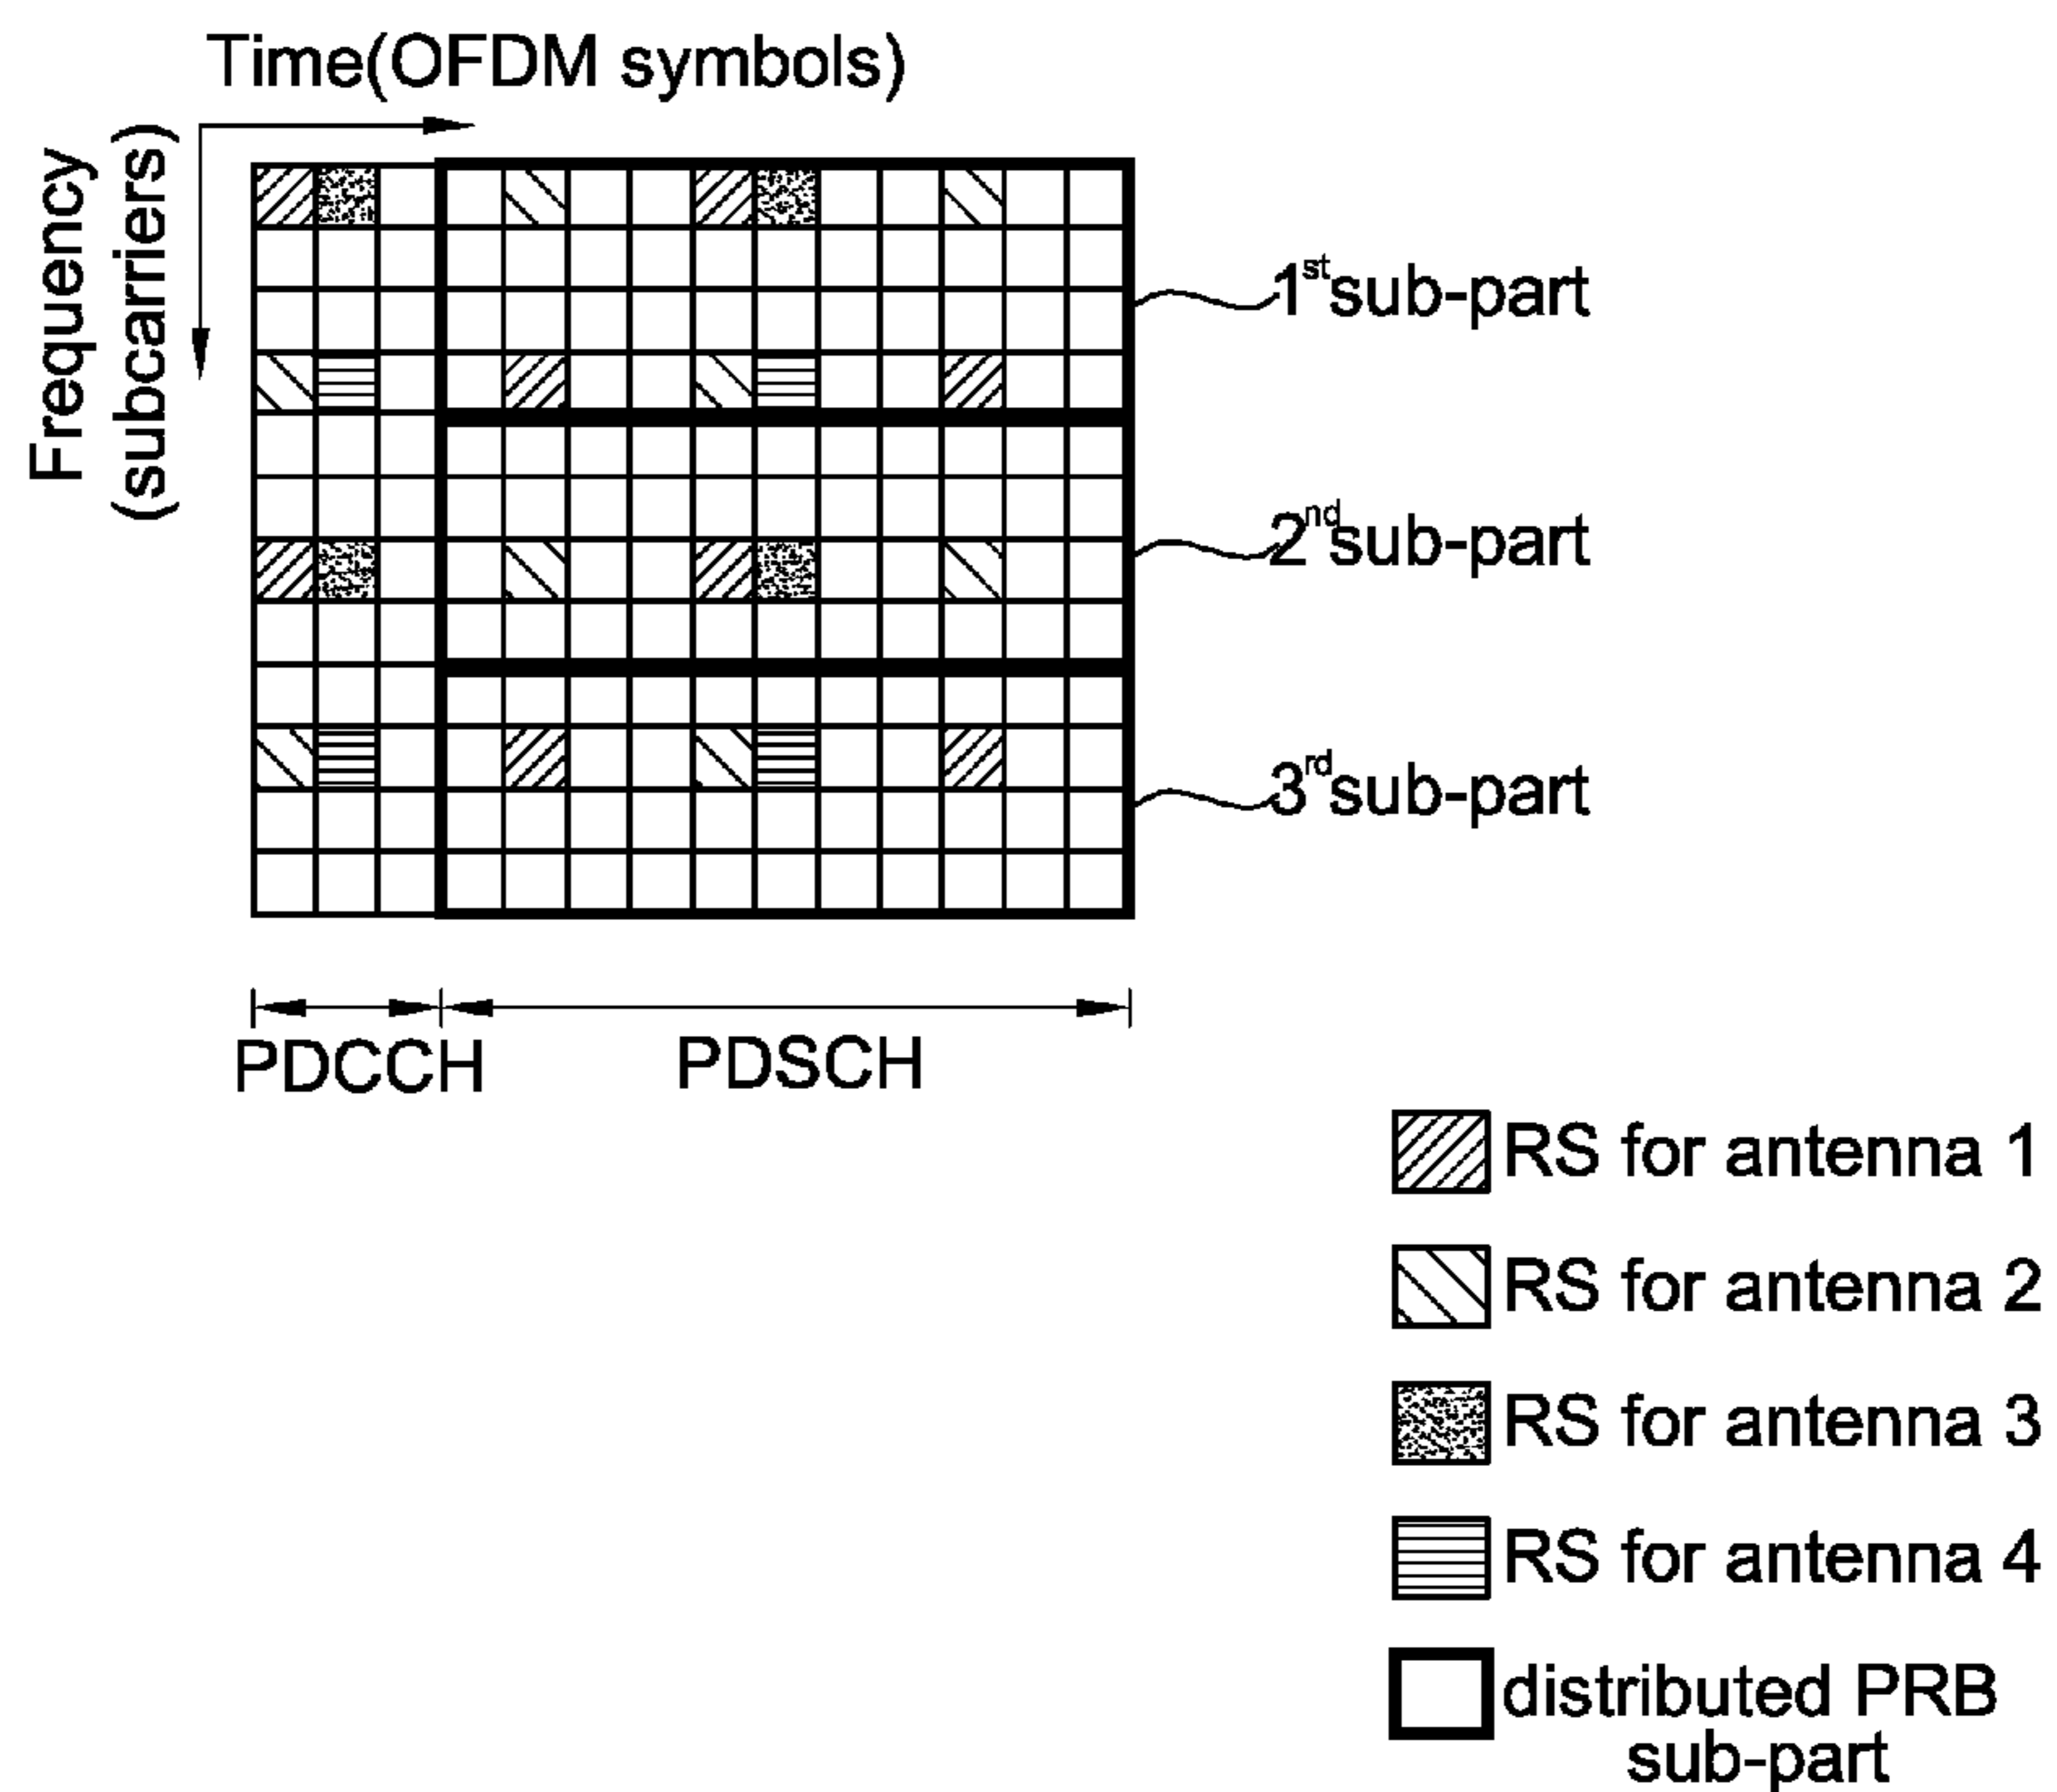 Time(OFDM symbols)
Frequency
(subcarriers)
1st sub-part
2nd sub-part
3rd sub-part
PDCCH
PDSCH
RS for antenna 1
RS for antenna 2
RS for antenna 3
RS for antenna 4
distributed PRB
sub-part